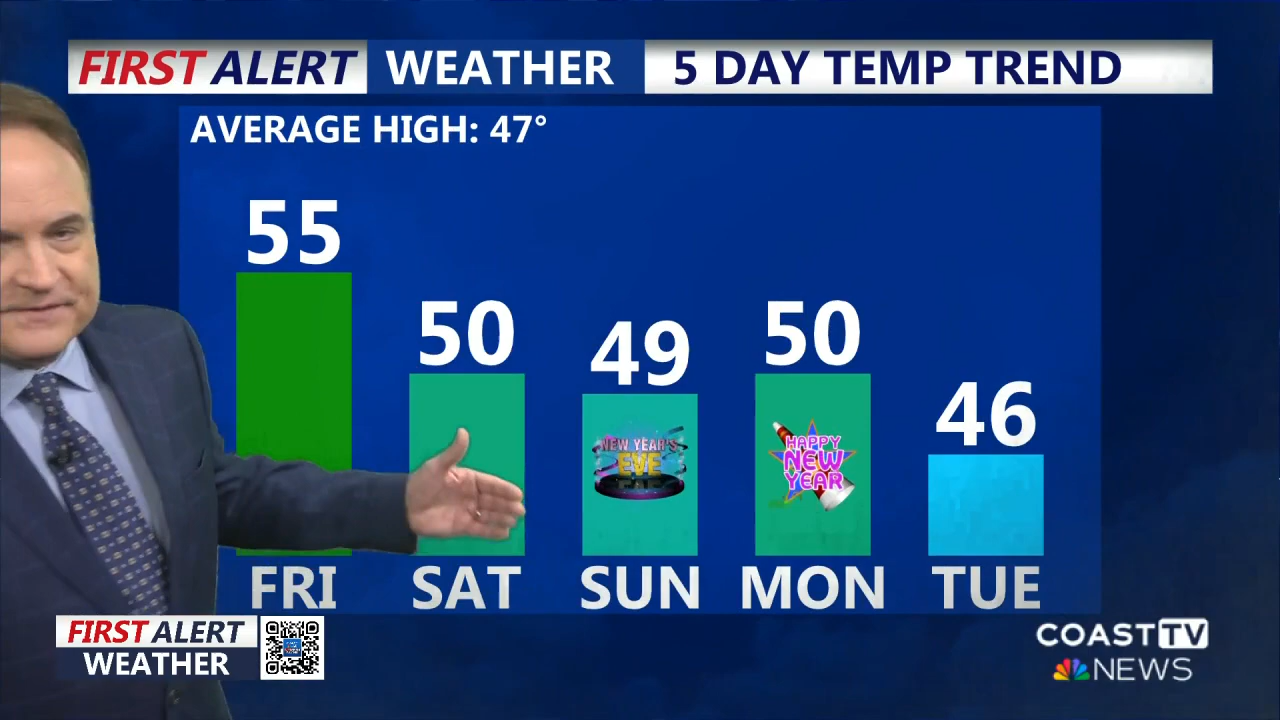 FIRST ALERT WEATHER 5 DAY TEMP TREND
AVERAGE HIGH: 47°
55
50
49
50
46
NEW YEAR'S
EVE
HAPPY
NEW
YEAR
FRI SAT SUN MON TUE
FIRST ALERT
WEATHER
COAST TV
NEWS